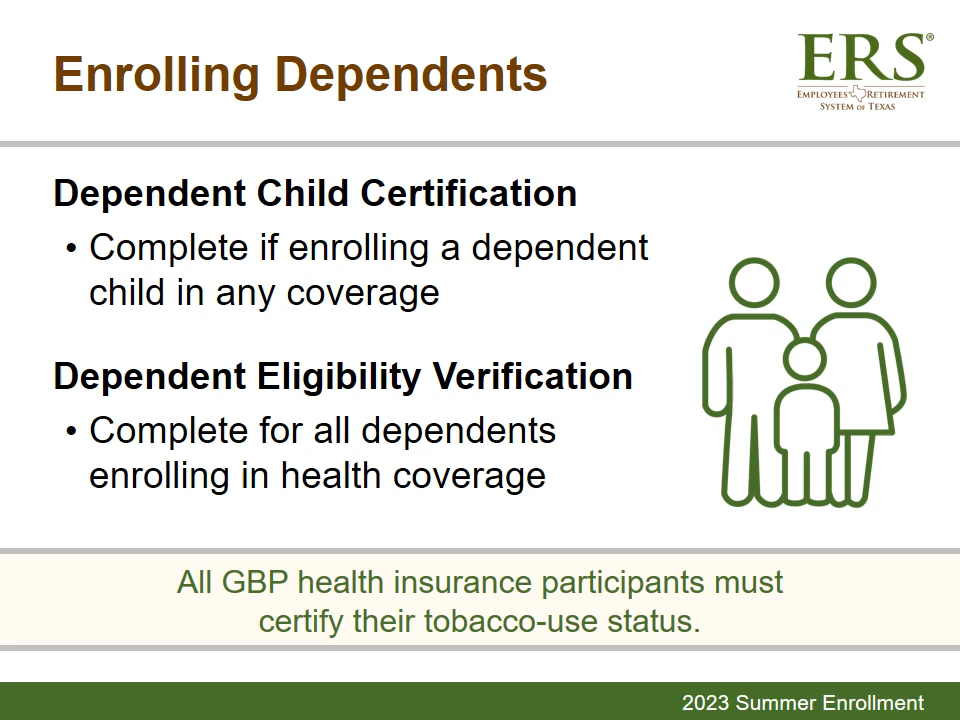 Enrolling Dependents
ERS®
EMPLOYEES RETIREMENT
SYSTEM OF TEXAS
Dependent Child Certification
• Complete if enrolling a dependent
child in any coverage
Dependent Eligibility Verification
• Complete for all dependents
enrolling in health coverage
All GBP health insurance participants must
certify their tobacco-use status.
2023 Summer Enrollment